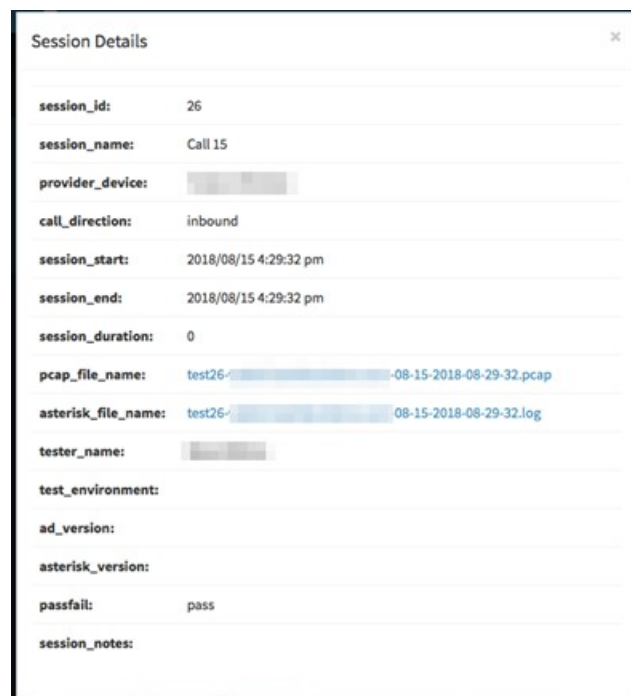 Session Details ×
session_id: 26
session_name: Call 15
provider_device:
call_direction: inbound
session_start: 2018/08/15 4:29:32 pm
session_end: 2018/08/15 4:29:32 pm
session_duration: 0
pcap_file_name: test26- -08-15-2018-08-29-32.pcap
asterisk_file_name: test26- -08-15-2018-08-29-32.log
tester_name:
test_environment:
ad_version:
asterisk_version:
passfail: pass
session_notes: